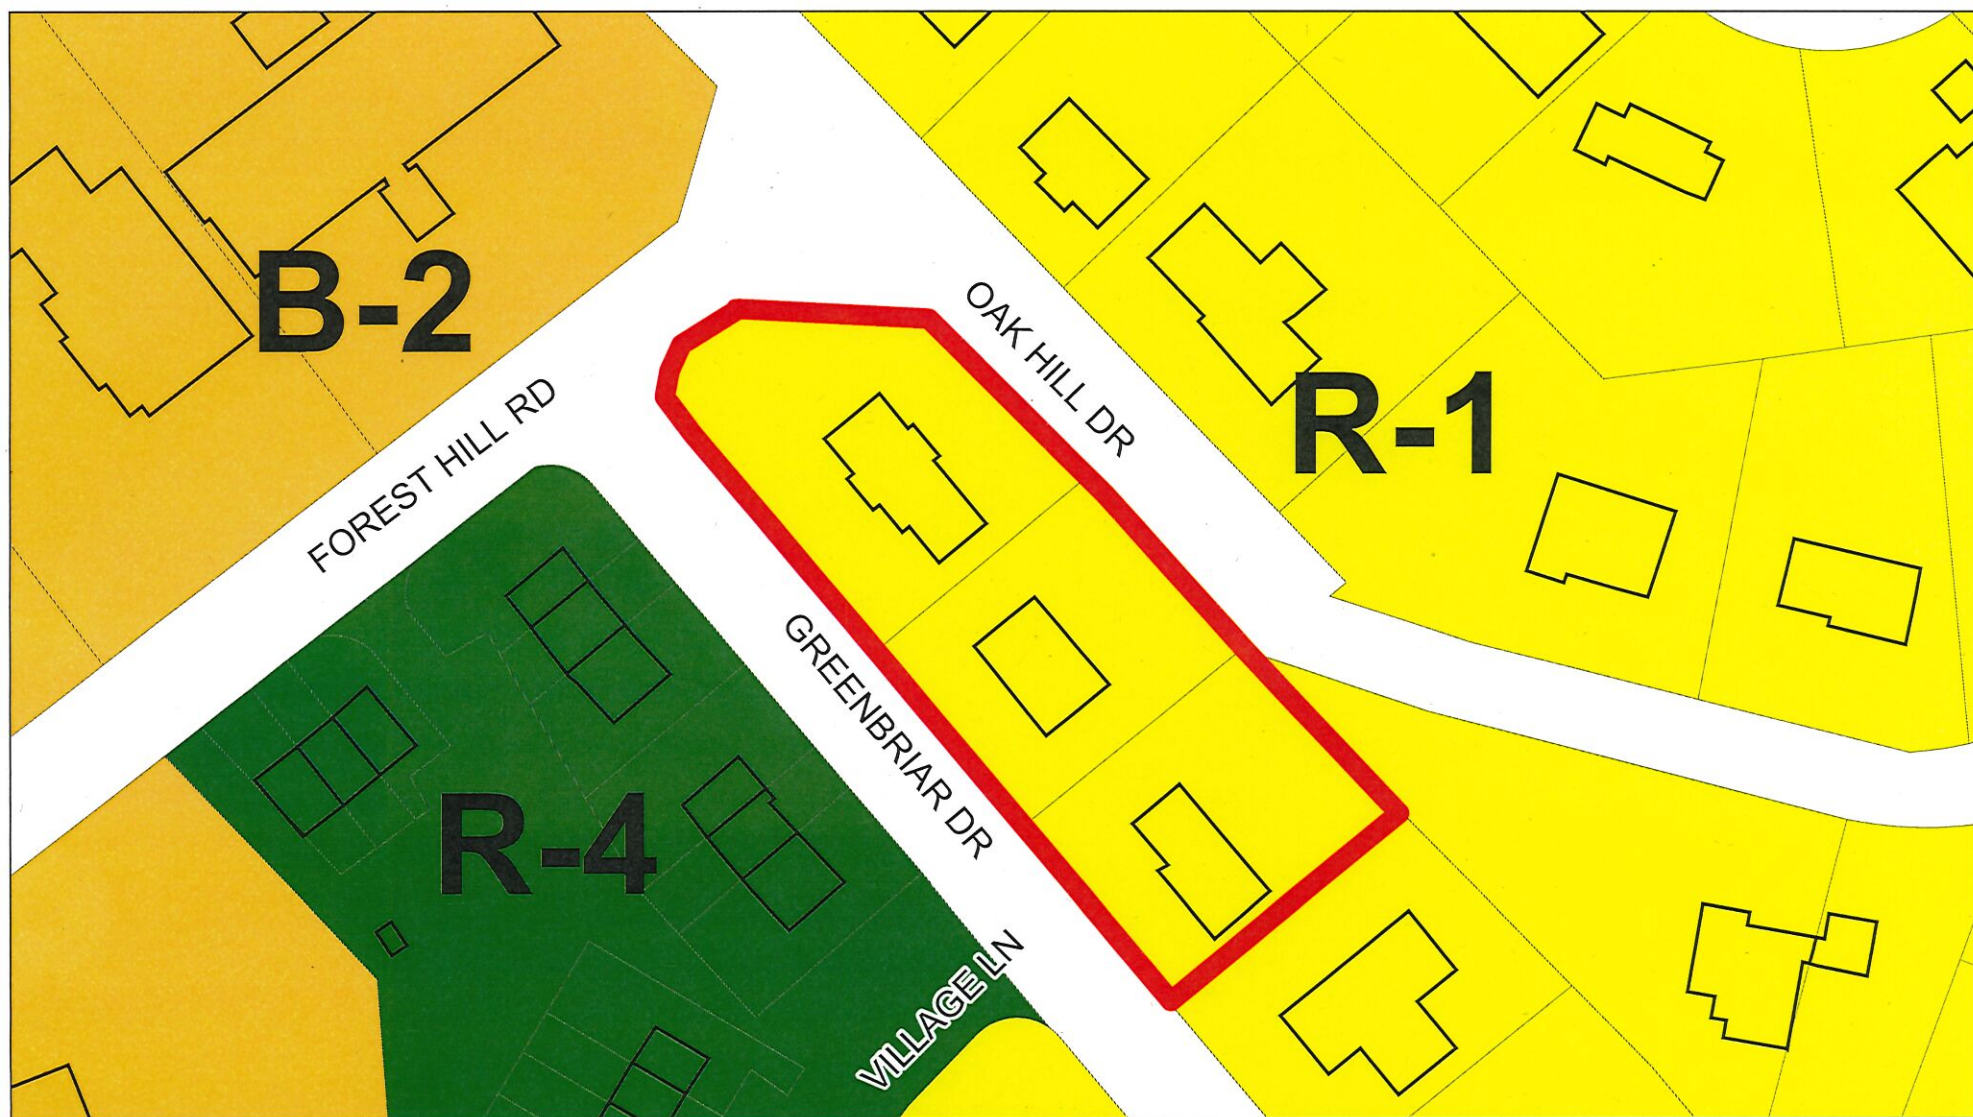 B-2
OAK HILL DR
R-1
FOREST HILL RD
GREENBRIAR DR
R-4
VILLAGE LN